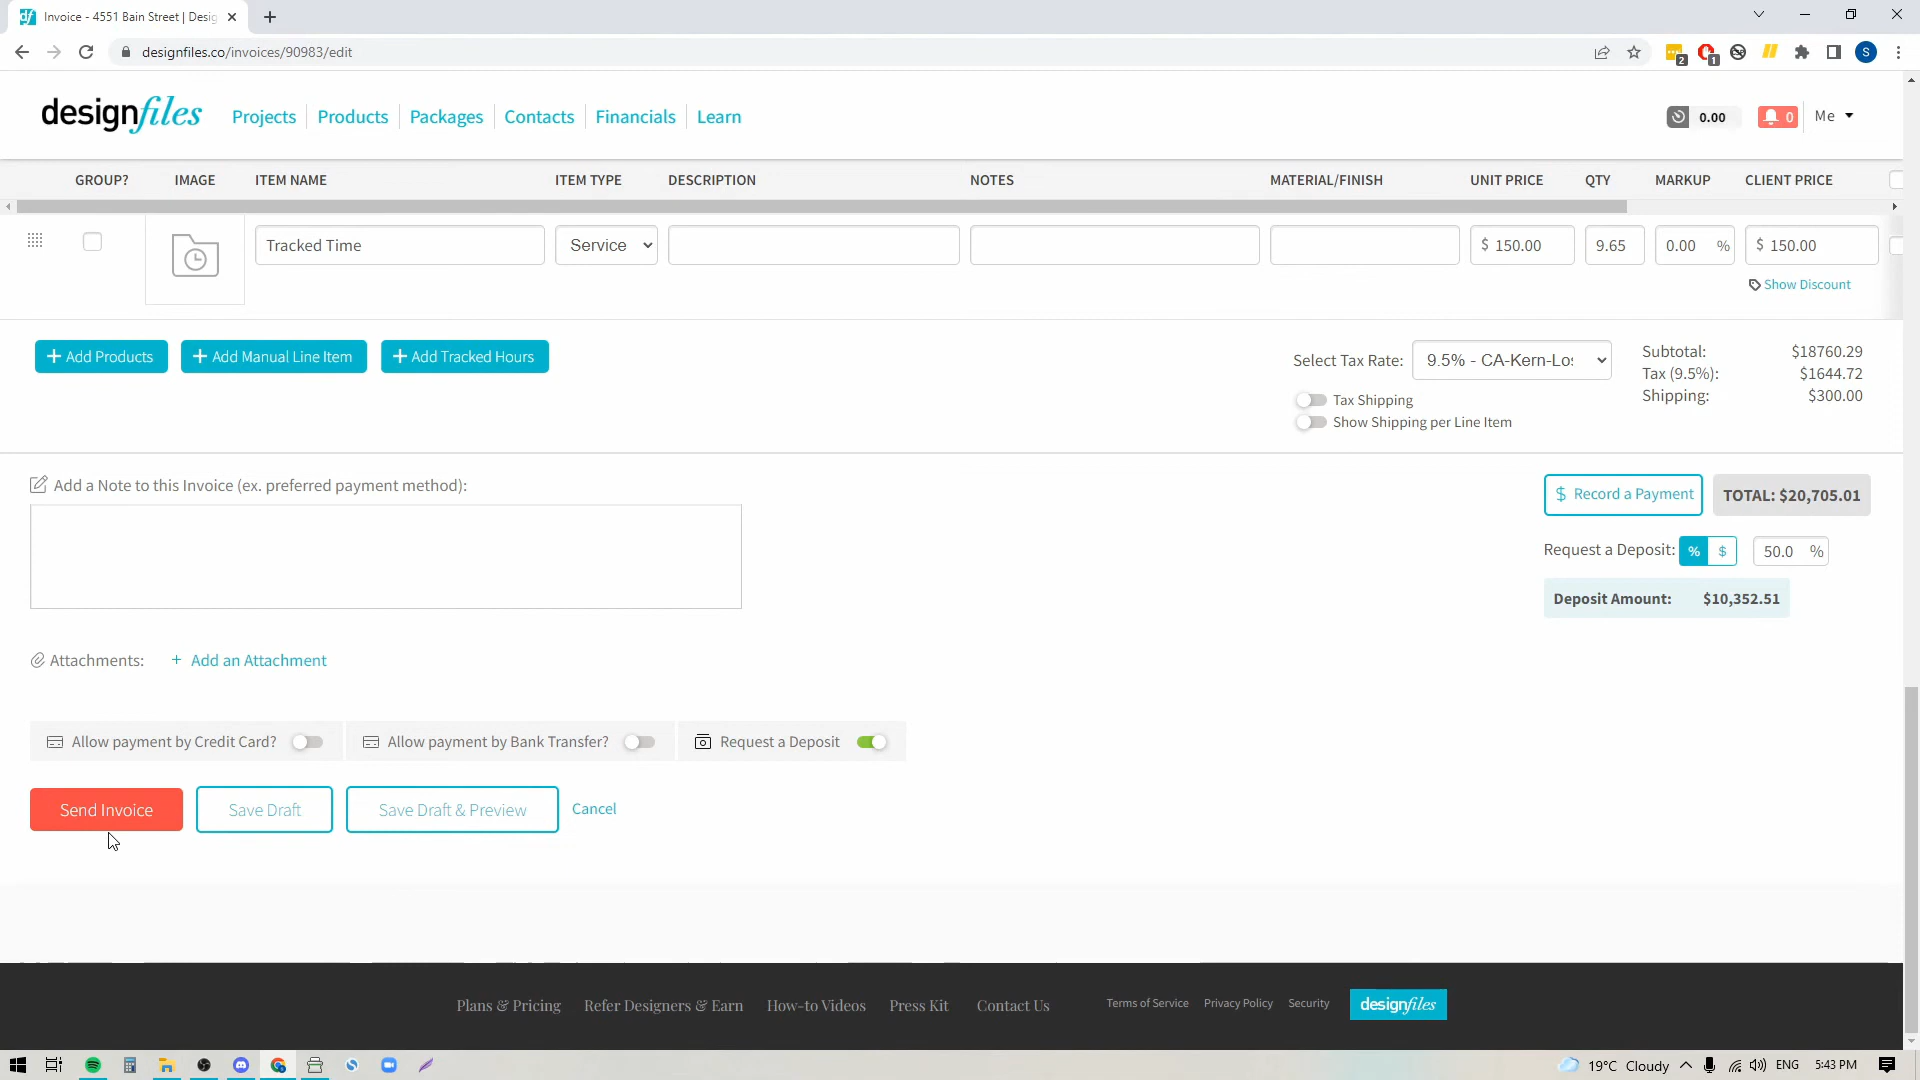 Invoice - 4551 Bain Street | Desig
designfiles.co/invoices/90983/edit
2
1
S
designfiles
Projects
Products
Packages
Contacts
Financials
Learn
0.00
0
Me
GROUP?
IMAGE
ITEM NAME
ITEM TYPE
DESCRIPTION
NOTES
MATERIAL/FINISH
UNIT PRICE
QTY
MARKUP
CLIENT PRICE
Tracked Time
Service
$ 150.00
9.65
0.00 %
$ 150.00
Show Discount
+ Add Products
+ Add Manual Line Item
+ Add Tracked Hours
Select Tax Rate:
9.5% - CA-Kern-Lo
Tax Shipping
Show Shipping per Line Item
Subtotal: $18760.29
Tax (9.5%): $1644.72
Shipping: $300.00
Add a Note to this Invoice (ex. preferred payment method):
$ Record a Payment
TOTAL: $20,705.01
Request a Deposit: % $ 50.0 %
Deposit Amount: $10,352.51
Attachments:
+ Add an Attachment
Allow payment by Credit Card?
Allow payment by Bank Transfer?
Request a Deposit
Send Invoice
Save Draft
Save Draft & Preview
Cancel
Plans & Pricing
Refer Designers & Earn
How-to Videos
Press Kit
Contact Us
Terms of Service
Privacy Policy
Security
designfiles
19°C Cloudy
ENG
5:43 PM